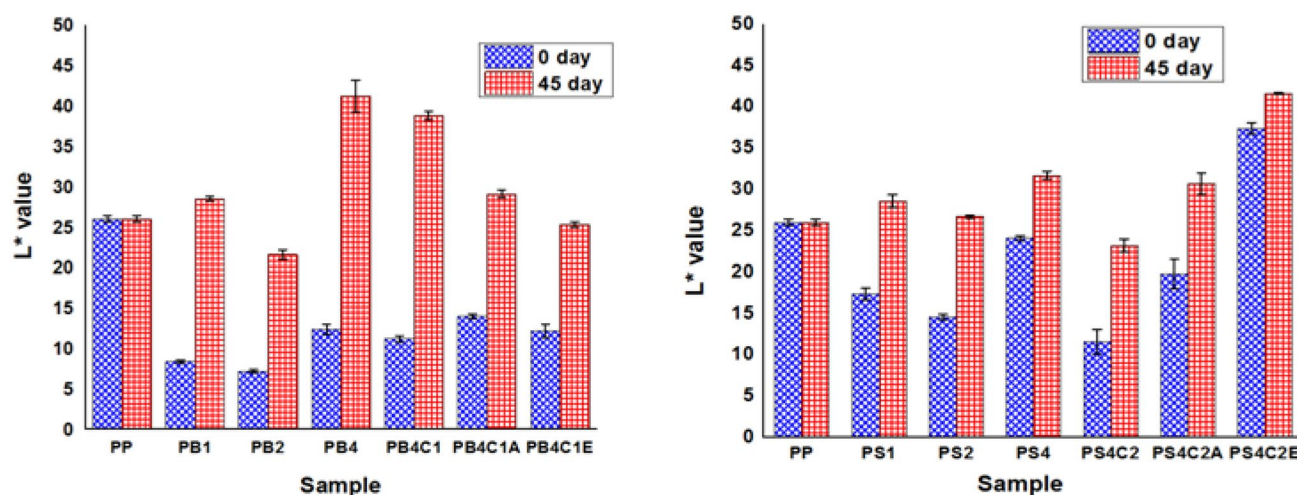 50
45
40
35
30
25
20
15
10
5
0
L* value
0 day
45 day
PP PB1 PB2 PB4 PB4C1 PB4C1A PB4C1E
Sample
50
45
40
35
30
25
20
15
10
5
0
L* value
0 day
45 day
PP PS1 PS2 PS4 PS4C2 PS4C2A PS4C2E
Sample